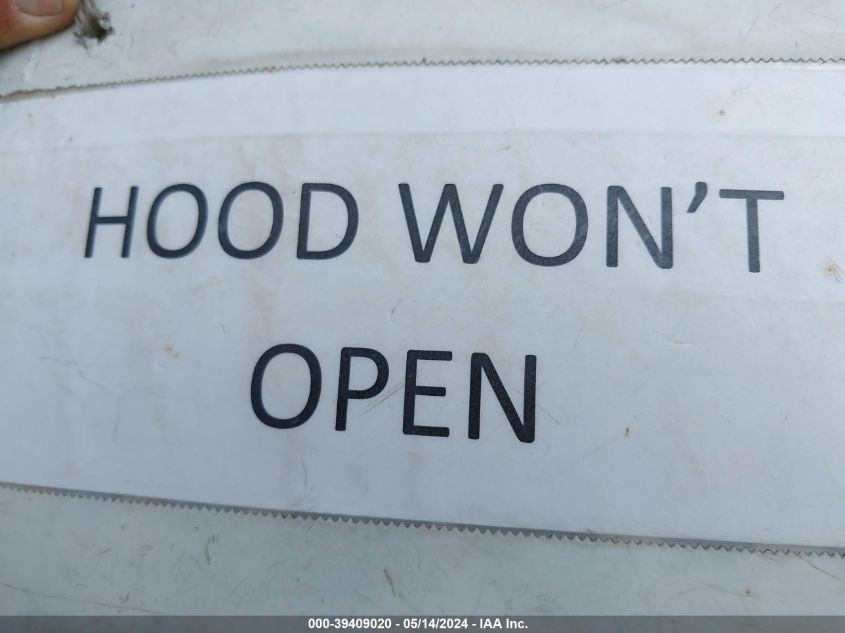 HOOD WON’T
OPEN
000-39409020 - 05/14/2024 - IAA Inc.